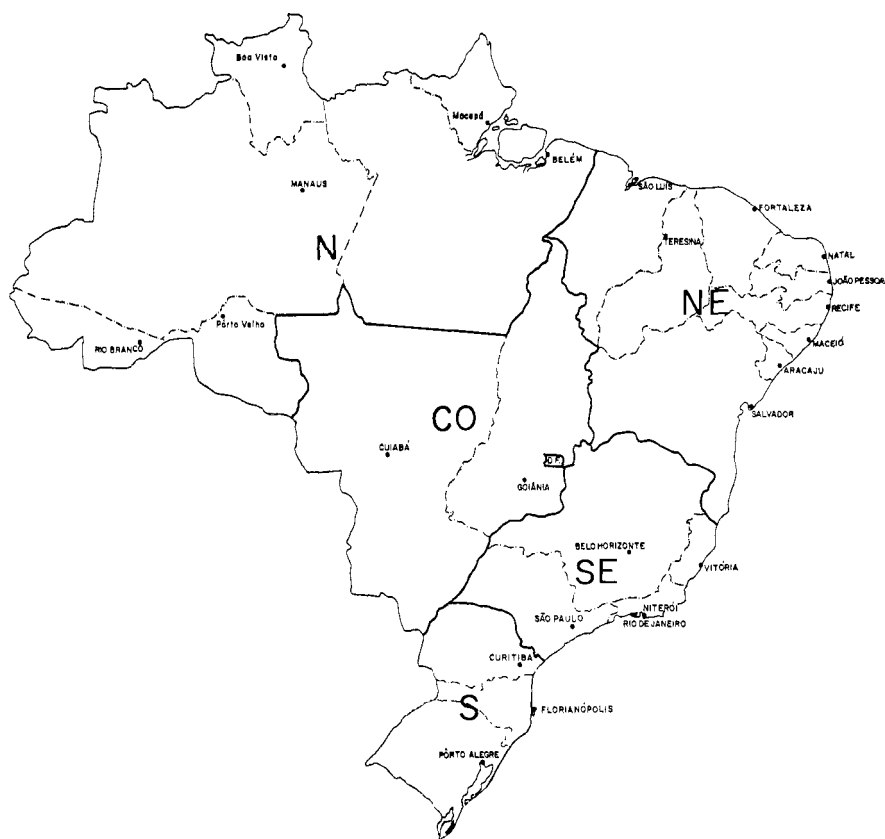 Bôa Vista
Macapá
BELÉM
MANAUS
SÃO LUIS
FORTALEZA
TERESINA
N
NATAL
JOÃO PESSOA
NE
RECIFE
Pôrto Velho
RIO BRANCO
MACEIÓ
ARACAJU
SALVADOR
CO
CUIABÁ
D.F.
GOIÂNIA
BELO HORIZONTE
VITÓRIA
SE
NITERÓI
SÃO PAULO
RIO DE JANEIRO
CURITIBA
S
FLORIANÓPOLIS
PÔRTO ALEGRE